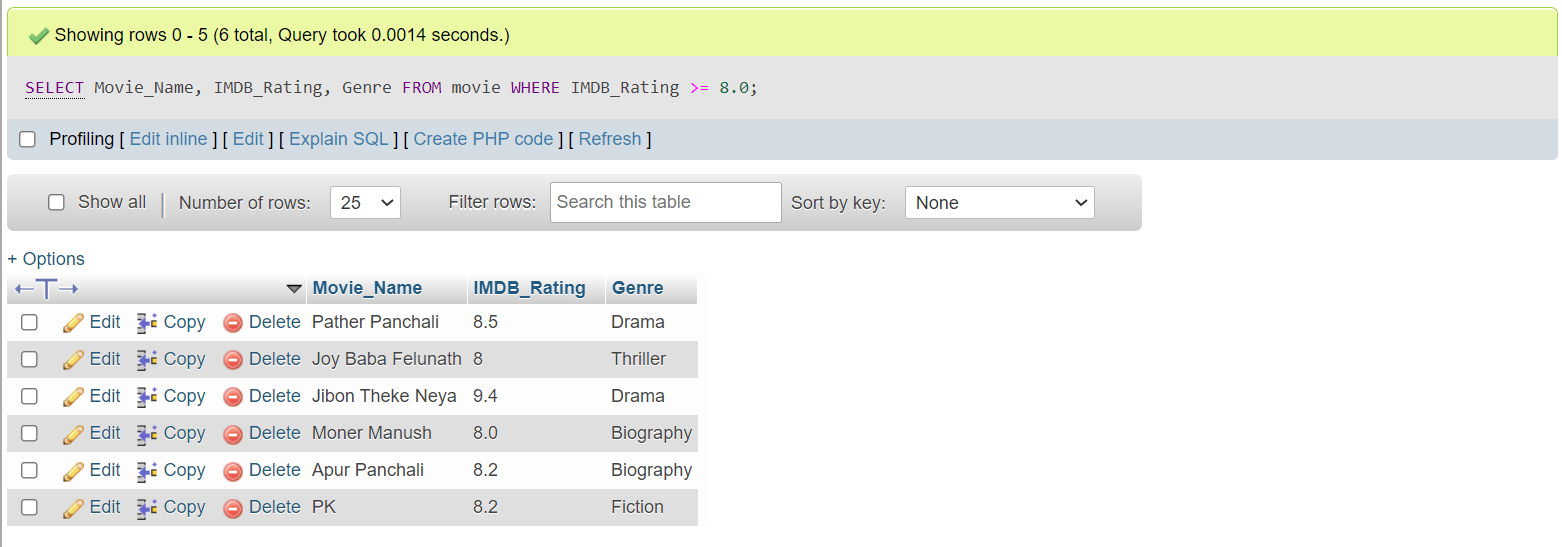 Showing rows 0 - 5 (6 total, Query took 0.0014 seconds.)
SELECT Movie_Name, IMDB_Rating, Genre FROM movie WHERE IMDB_Rating >= 8.0;
Profiling [ Edit inline ] [ Edit ] [ Explain SQL ] [ Create PHP code ] [ Refresh ]
Show all | Number of rows: 25 Filter rows: Search this table Sort by key: None
+ Options
←T→ Movie_Name IMDB_Rating Genre
Edit Copy Delete Pather Panchali 8.5 Drama
Edit Copy Delete Joy Baba Felunath 8 Thriller
Edit Copy Delete Jibon Theke Neya 9.4 Drama
Edit Copy Delete Moner Manush 8.0 Biography
Edit Copy Delete Apur Panchali 8.2 Biography
Edit Copy Delete PK 8.2 Fiction